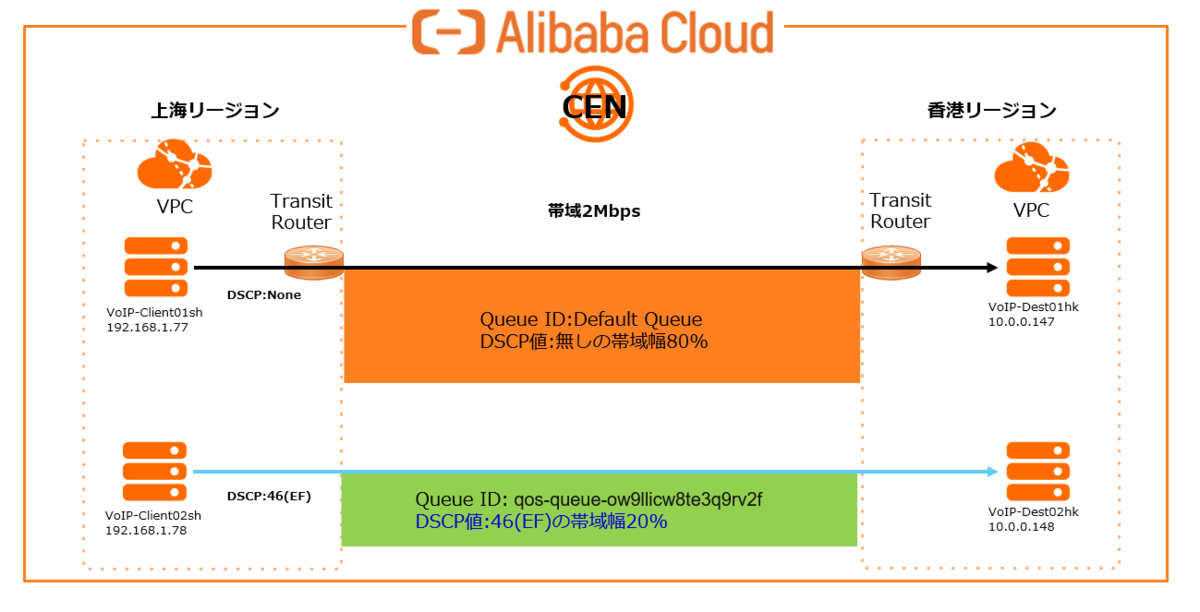 Alibaba Cloud
CEN
上海リージョン
香港リージョン
VPC
Transit
Router
帯域2Mbps
Transit
Router
VPC
DSCP:None
VoIP-Client01sh
192.168.1.77
Queue ID:Default Queue
DSCP値:無しの帯域幅80%
VoIP-Dest01hk
10.0.0.147
DSCP:46(EF)
VoIP-Client02sh
192.168.1.78
Queue ID: qos-queue-ow9llicw8te3q9rv2f
DSCP値:46(EF)の帯域幅20%
VoIP-Dest02hk
10.0.0.148